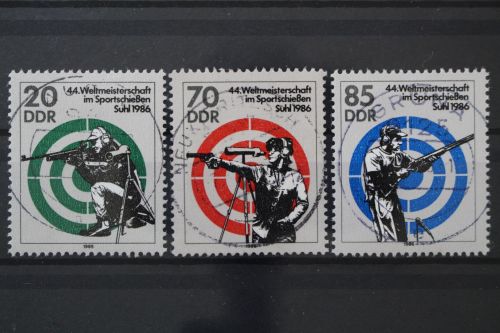 20
DDR
44.Weltmeisterschaft
im Sportschießen
Suhl 1986
1986
70
DDR
44.Weltmeisterschaft
im Sportschießen
Suhl 1986
1986
85
DDR
44.Weltmeisterschaft
im Sportschießen
Suhl 1986
1986